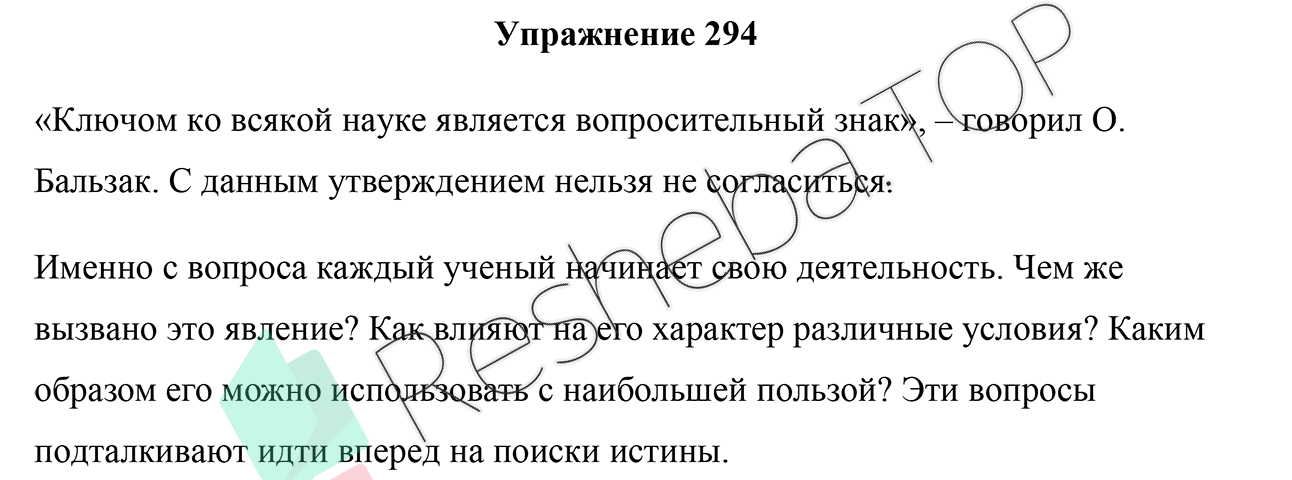 Упражнение 294
«Ключом ко всякой науке является вопросительный знак», – говорил О.
Бальзак. С данным утверждением нельзя не согласиться.
Именно с вопроса каждый ученый начинает свою деятельность. Чем же
вызвано это явление? Как влияют на его характер различные условия? Каким
образом его можно использовать с наибольшей пользой? Эти вопросы
подталкивают идти вперед на поиски истины.
Resheba TOP